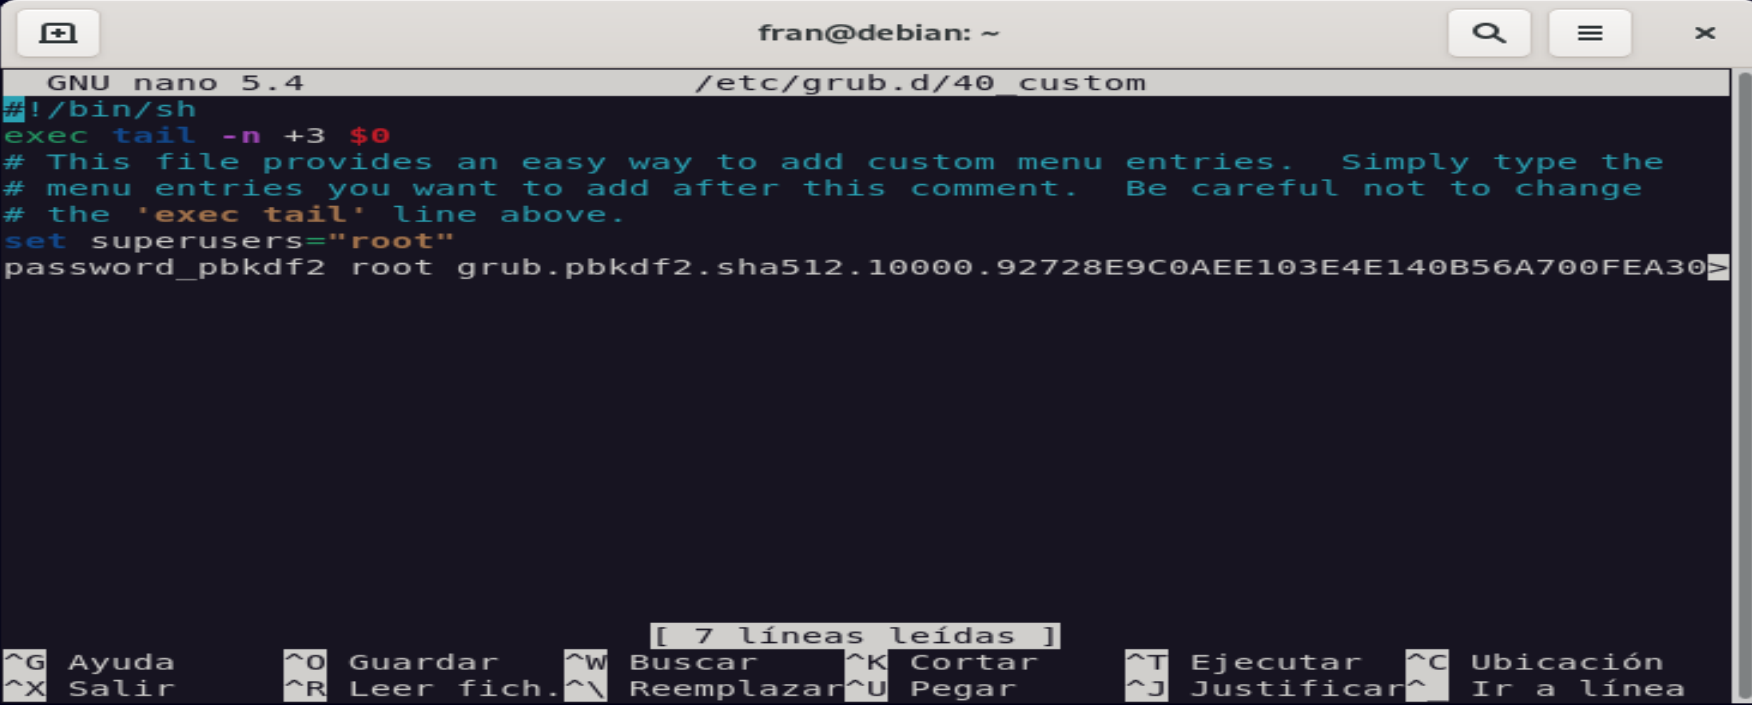 fran@debian: ~
GNU nano 5.4 /etc/grub.d/40_custom
#!/bin/sh
exec tail -n +3 $0
# This file provides an easy way to add custom menu entries.  Simply type the
# menu entries you want to add after this comment.  Be careful not to change
# the 'exec tail' line above.
set superusers="root"
password_pbkdf2 root grub.pbkdf2.sha512.10000.92728E9C0AEE103E4E140B56A700FEA30>
[ 7 líneas leídas ]
^G Ayuda ^O Guardar ^W Buscar ^K Cortar ^T Ejecutar ^C Ubicación
^X Salir ^R Leer fich. ^\ Reemplazar ^U Pegar ^J Justificar ^_ Ir a línea